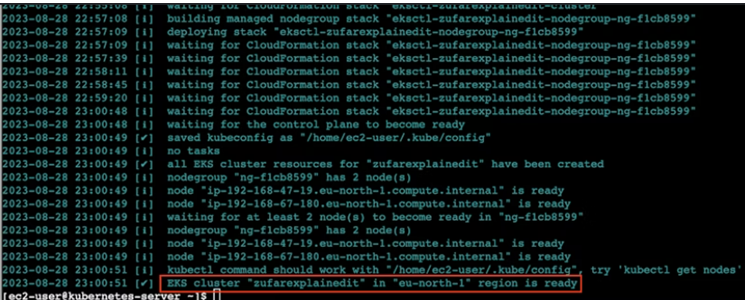 2023-08-28 22:55:08 [i] waiting for CloudFormation stack "eksctl-zufarexplainedit-cluster"
2023-08-28 22:57:08 [i] building managed nodegroup stack "eksctl-zufarexplainedit-nodegroup-ng-f1cb8599"
2023-08-28 22:57:09 [i] deploying stack "eksctl-zufarexplainedit-nodegroup-ng-f1cb8599"
2023-08-28 22:57:09 [i] waiting for CloudFormation stack "eksctl-zufarexplainedit-nodegroup-ng-f1cb8599"
2023-08-28 22:57:39 [i] waiting for CloudFormation stack "eksctl-zufarexplainedit-nodegroup-ng-f1cb8599"
2023-08-28 22:58:11 [i] waiting for CloudFormation stack "eksctl-zufarexplainedit-nodegroup-ng-f1cb8599"
2023-08-28 22:58:45 [i] waiting for CloudFormation stack "eksctl-zufarexplainedit-nodegroup-ng-f1cb8599"
2023-08-28 22:59:20 [i] waiting for CloudFormation stack "eksctl-zufarexplainedit-nodegroup-ng-f1cb8599"
2023-08-28 23:00:48 [i] waiting for CloudFormation stack "eksctl-zufarexplainedit-nodegroup-ng-f1cb8599"
2023-08-28 23:00:48 [i] waiting for the control plane to become ready
2023-08-28 23:00:49 [✔] saved kubeconfig as "/home/ec2-user/.kube/config"
2023-08-28 23:00:49 [i] no tasks
2023-08-28 23:00:49 [✔] all EKS cluster resources for "zufarexplainedit" have been created
2023-08-28 23:00:49 [i] nodegroup "ng-f1cb8599" has 2 node(s)
2023-08-28 23:00:49 [i] node "ip-192-168-47-19.eu-north-1.compute.internal" is ready
2023-08-28 23:00:49 [i] node "ip-192-168-67-180.eu-north-1.compute.internal" is ready
2023-08-28 23:00:49 [i] waiting for at least 2 node(s) to become ready in "ng-f1cb8599"
2023-08-28 23:00:49 [i] nodegroup "ng-f1cb8599" has 2 node(s)
2023-08-28 23:00:49 [i] node "ip-192-168-47-19.eu-north-1.compute.internal" is ready
2023-08-28 23:00:49 [i] node "ip-192-168-67-180.eu-north-1.compute.internal" is ready
2023-08-28 23:00:51 [i] kubectl command should work with "/home/ec2-user/.kube/config", try 'kubectl get nodes'
2023-08-28 23:00:51 [✔] EKS cluster "zufarexplainedit" in "eu-north-1" region is ready
[ec2-user@kubernetes-server ~]$